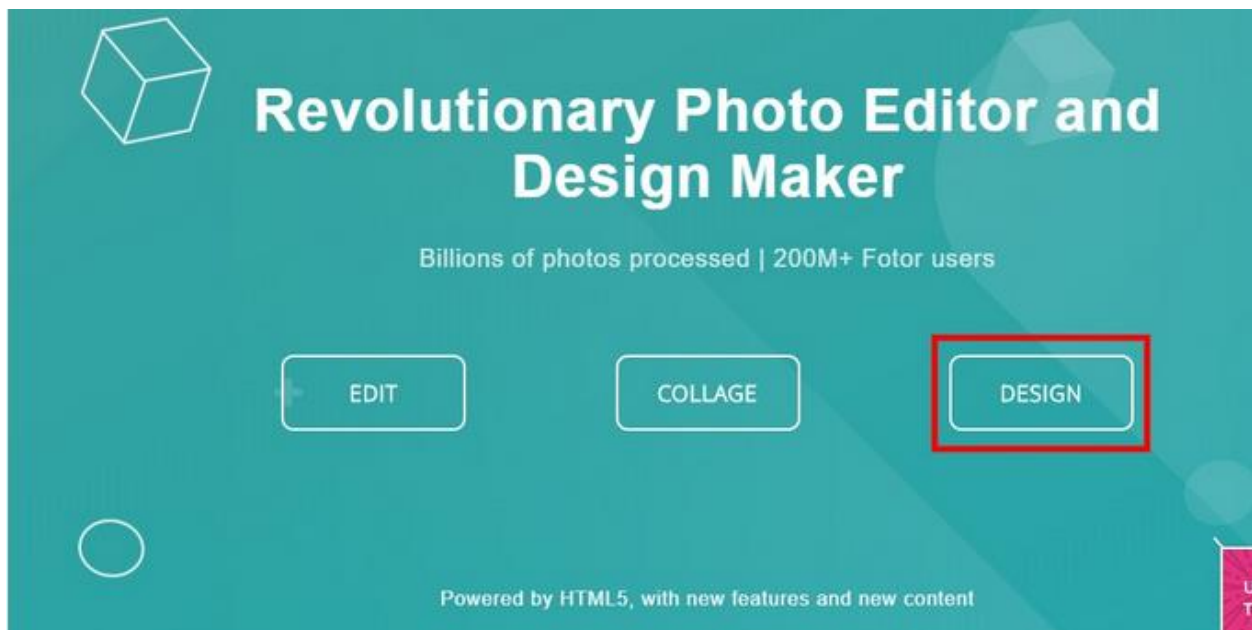 Revolutionary Photo Editor and
Design Maker
Billions of photos processed | 200M+ Fotor users
EDIT
COLLAGE
DESIGN
Powered by HTML5, with new features and new content